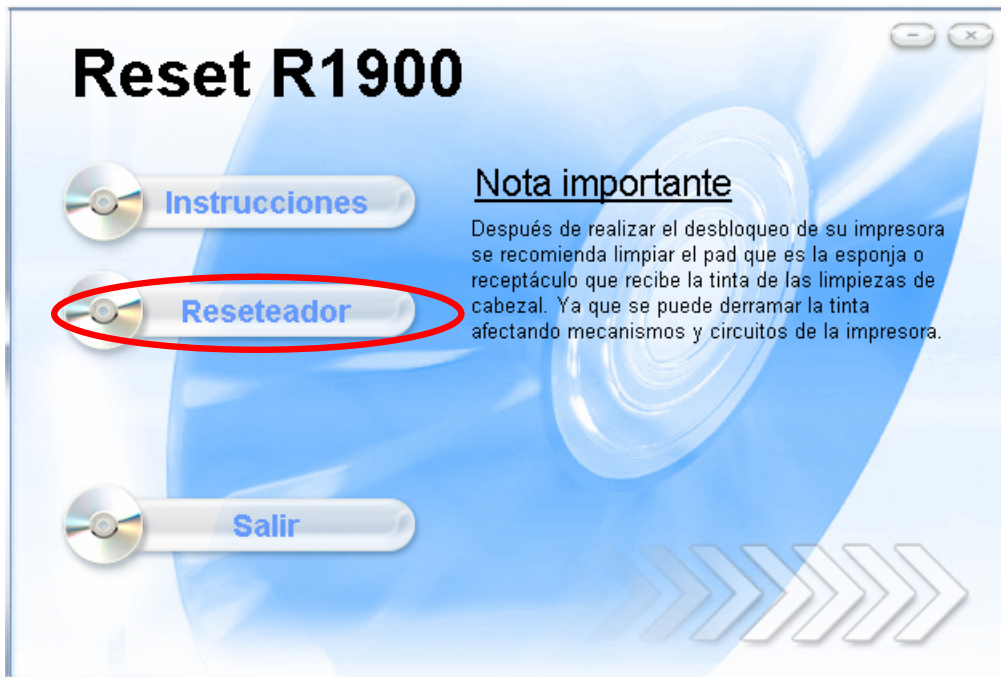 Reset R1900
Instrucciones
Reseteador
Salir
Nota importante
Después de realizar el desbloqueo de su impresora
se recomienda limpiar el pad que es la esponja o
receptáculo que recibe la tinta de las limpiezas de
cabezal. Ya que se puede derramar la tinta
afectando mecanismos y circuitos de la impresora.